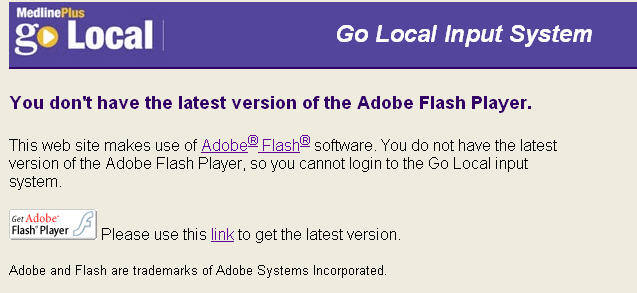 MedlinePlus
go Local
Go Local Input System
You don't have the latest version of the Adobe Flash Player.
This web site makes use of Adobe® Flash® software. You do not have the latest
version of the Adobe Flash Player, so you cannot login to the Go Local input
system.
Get Adobe®
Flash® Player
Please use this link to get the latest version.
Adobe and Flash are trademarks of Adobe Systems Incorporated.